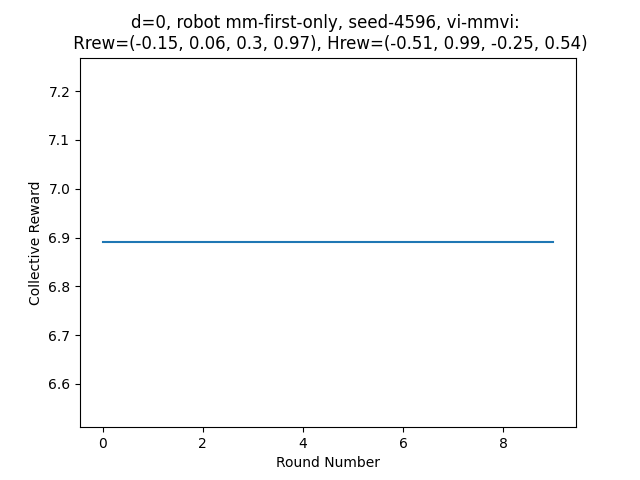 d=0, robot mm-first-only, seed-4596, vi-mmvi:
Rrew=(-0.15, 0.06, 0.3, 0.97), Hrew=(-0.51, 0.99, -0.25, 0.54)
7.2
7.1
7.0
6.9
6.8
6.7
6.6
Collective Reward
0 2 4 6 8
Round Number